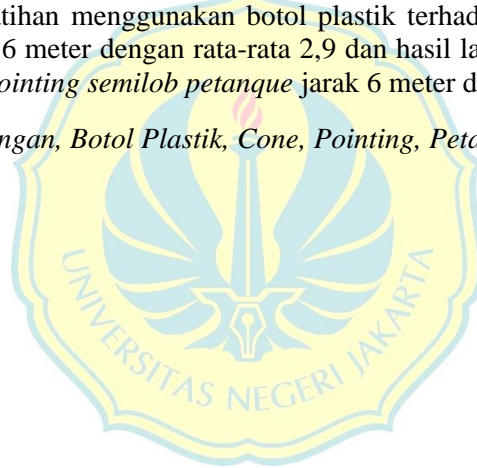 atihan menggunakan botol plastik terhad
6 meter dengan rata-rata 2,9 dan hasil la
ointing semilob petanque jarak 6 meter d
ngan, Botol Plastik, Cone, Pointing, Peta
UNIVERSITAS NEGERI JAKARTA